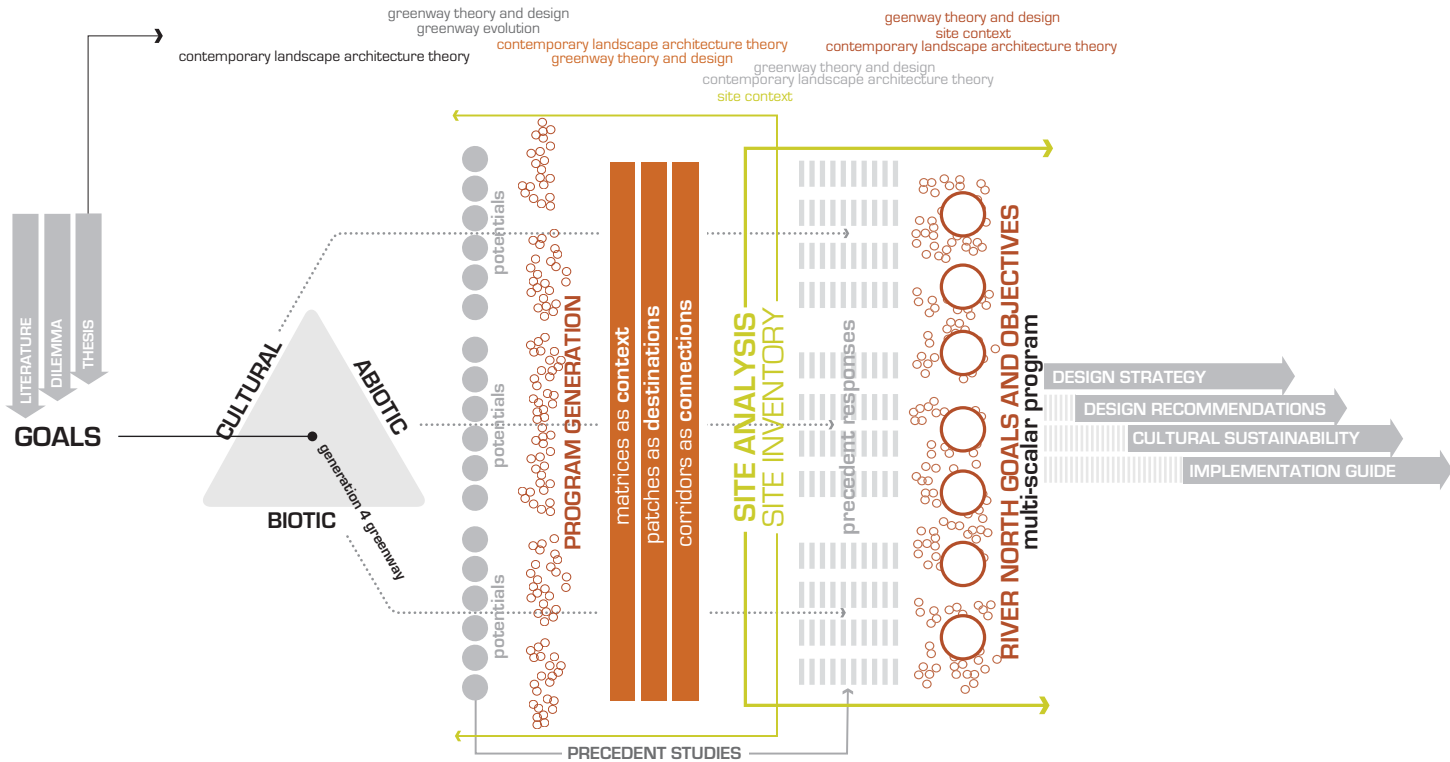 greenway theory and design
greenway evolution
contemporary landscape architecture theory
contemporary landscape architecture theory
greenway theory and design
geenway theory and design
site context
contemporary landscape architecture theory
greenway theory and design
contemporary landscape architecture theory
site context
LITERATURE
DILEMMA
THESIS
GOALS
CULTURAL
ABIOTIC
BIOTIC
generation 4 greenway
potentials
potentials
potentials
PROGRAM GENERATION
matrices as context
patches as destinations
corridors as connections
SITE ANALYSIS
SITE INVENTORY
precedent responses
RIVER NORTH GOALS AND OBJECTIVES
multi-scalar program
DESIGN STRATEGY
DESIGN RECOMMENDATIONS
CULTURAL SUSTAINABILITY
IMPLEMENTATION GUIDE
PRECEDENT STUDIES